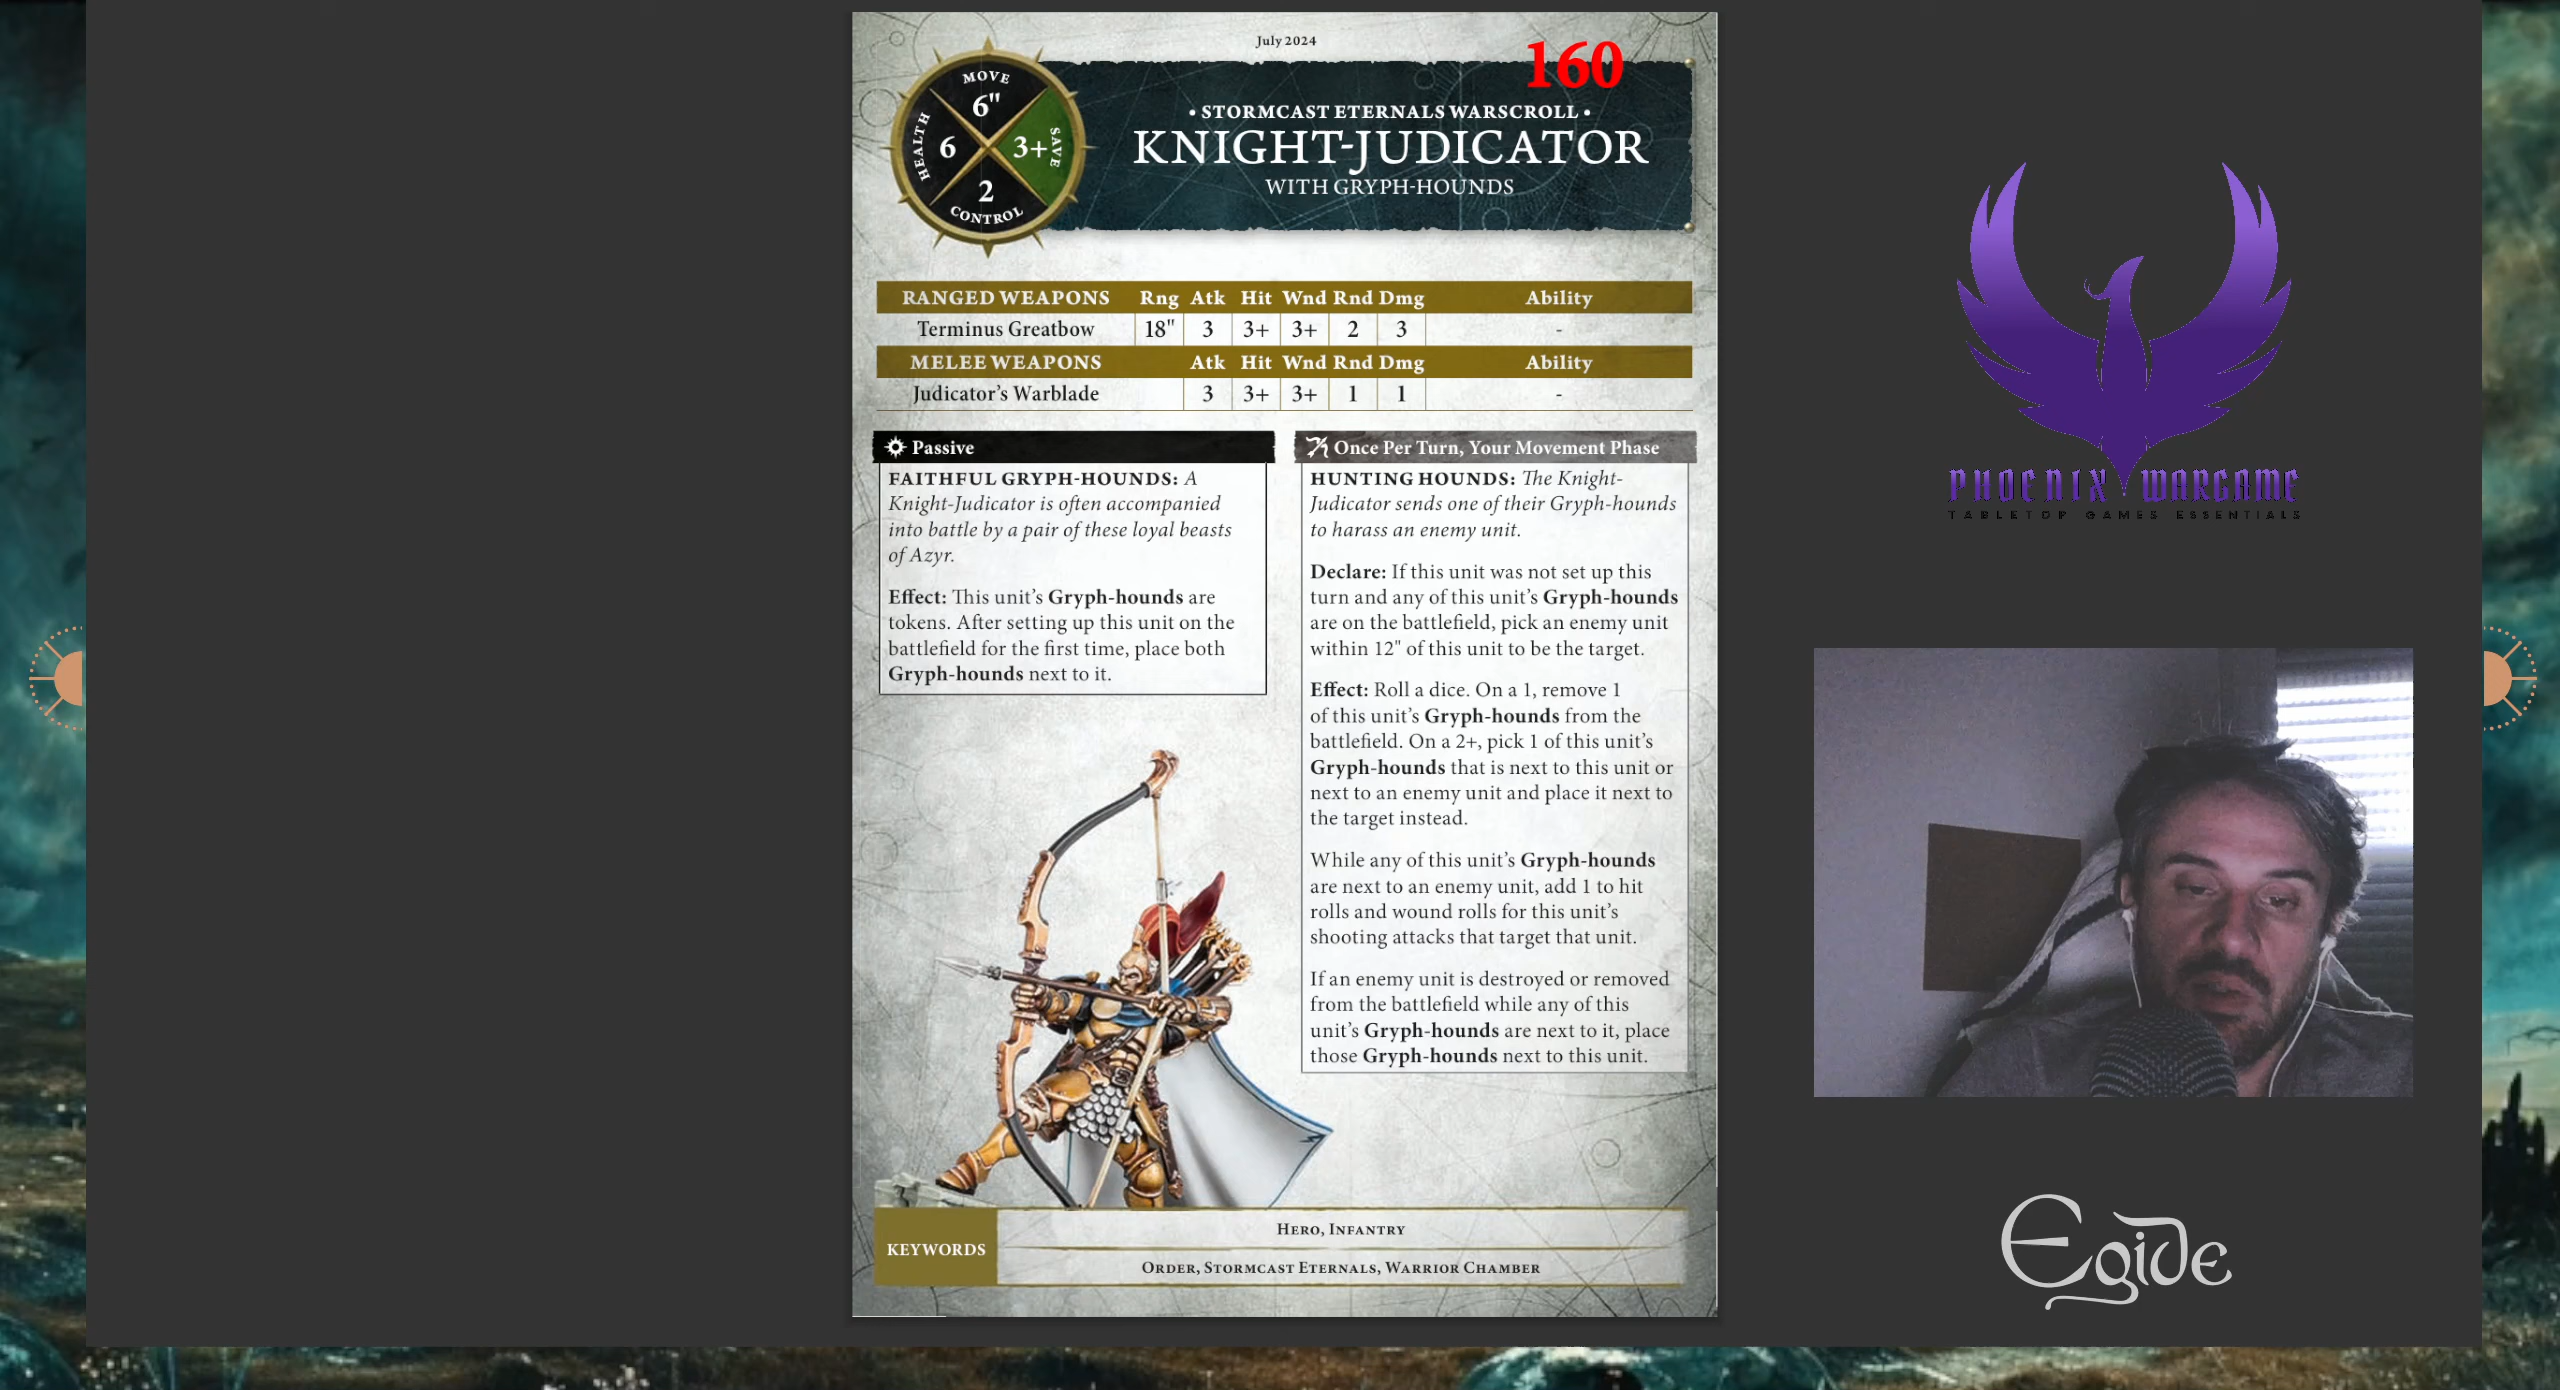 July 2024
160
MOVE
6"
HEALTH
6
3+
SAVE
2
CONTROL
• STORMCAST ETERNALS WARSCROLL •
KNIGHT-JUDICATOR
WITH GRYPH-HOUNDS
RANGED WEAPONS Rng Atk Hit Wnd Rnd Dmg Ability
Terminus Greatbow 18" 3 3+ 3+ 2 3 -
MELEE WEAPONS Atk Hit Wnd Rnd Dmg Ability
Judicator’s Warblade 3 3+ 3+ 1 1 -
Passive
FAITHFUL GRYPH-HOUNDS: A
Knight-Judicator is often accompanied
into battle by a pair of these loyal beasts
of Azyr.
Effect: This unit’s Gryph-hounds are
tokens. After setting up this unit on the
battlefield for the first time, place both
Gryph-hounds next to it.
Once Per Turn, Your Movement Phase
HUNTING HOUNDS: The Knight-
Judicator sends one of their Gryph-hounds
to harass an enemy unit.
Declare: If this unit was not set up this
turn and any of this unit’s Gryph-hounds
are on the battlefield, pick an enemy unit
within 12" of this unit to be the target.
Effect: Roll a dice. On a 1, remove 1
of this unit’s Gryph-hounds from the
battlefield. On a 2+, pick 1 of this unit’s
Gryph-hounds that is next to this unit or
next to an enemy unit and place it next to
the target instead.
While any of this unit’s Gryph-hounds
are next to an enemy unit, add 1 to hit
rolls and wound rolls for this unit’s
shooting attacks that target that unit.
If an enemy unit is destroyed or removed
from the battlefield while any of this
unit’s Gryph-hounds are next to it, place
those Gryph-hounds next to this unit.
KEYWORDS
HERO, INFANTRY
ORDER, STORMCAST ETERNALS, WARRIOR CHAMBER
PHOENIX WARGAME
TABLETOP GAMES ESSENTIALS
Egide